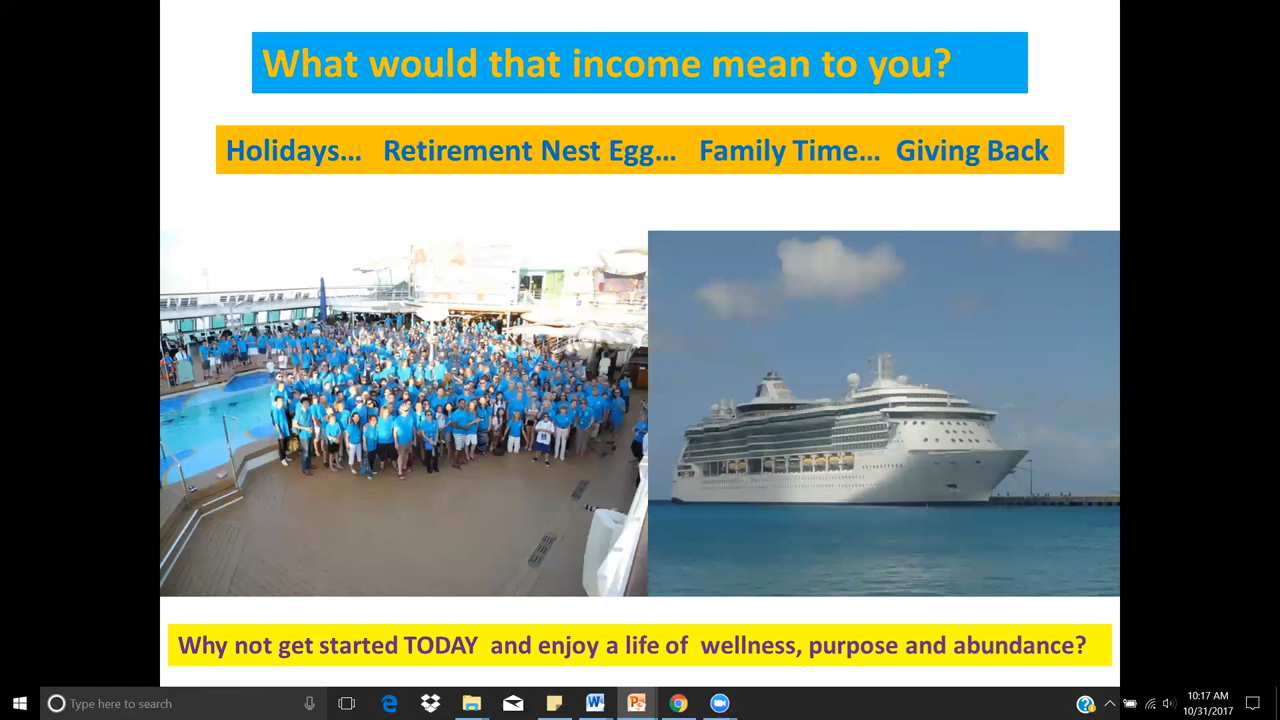 What would that income mean to you?
Holidays... Retirement Nest Egg... Family Time... Giving Back
Why not get started TODAY and enjoy a life of wellness, purpose and abundance?
Type here to search
10:17 AM
10/31/2017